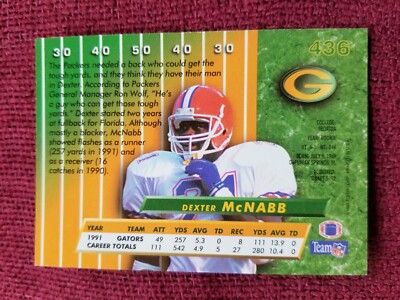 30 40 50 40 30
436
The Packers needed a back who could get the
tough yards, and they think they have their man
in Dexter. According to Packers
General Manager Ron Wolf, "He's
a guy who can get those tough
yards." Dexter started two years at
fullback for Florida. Although
mostly a blocker, McNabb
showed flashes as a runner
(257 yards in 1991) and
as a receiver (16
catches in 1990).
G
COLLEGE:
FLORIDA
DEXTER McNABB
YEAR TEAM ATT YDS AVG TD REC YDS AVG TD
1991 GATORS 49 257 5.3 0 8 111 13.9 0
CAREER TOTALS 111 542 4.9 5 27 280 10.4 0
Team NFL